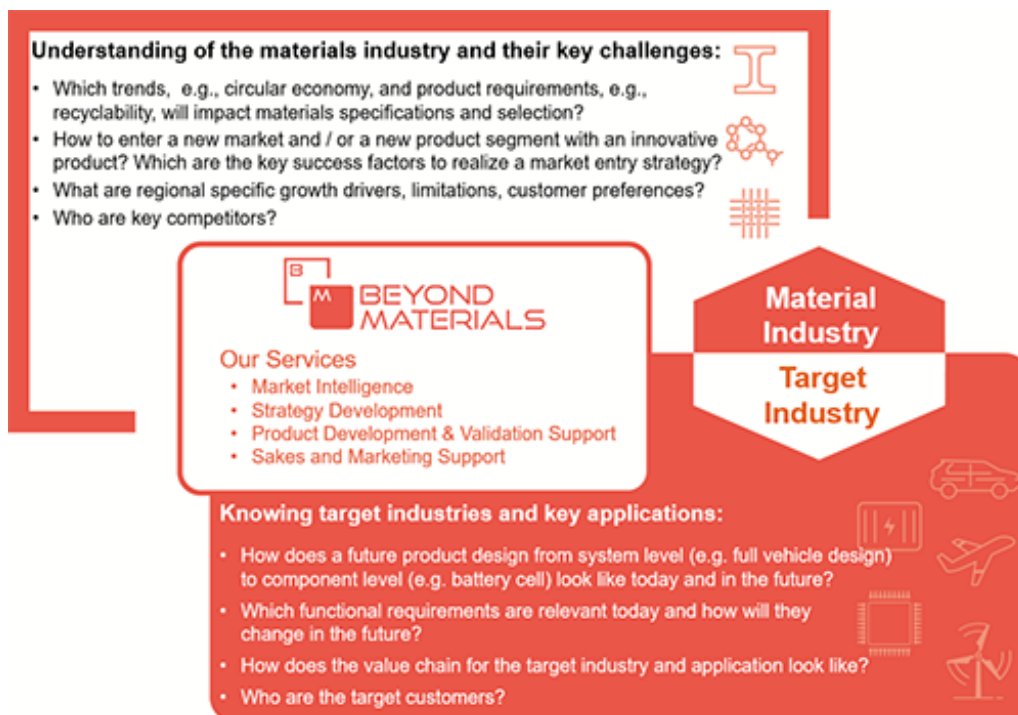 Understanding of the materials industry and their key challenges:
• Which trends, e.g., circular economy, and product requirements, e.g.,
recyclability, will impact materials specifications and selection?
• How to enter a new market and / or a new product segment with an innovative
product? Which are the key success factors to realize a market entry strategy?
• What are regional specific growth drivers, limitations, customer preferences?
• Who are key competitors?
B
M
BEYOND
MATERIALS
Our Services
• Market Intelligence
• Strategy Development
• Product Development & Validation Support
• Sakes and Marketing Support
Material
Industry
Target
Industry
Knowing target industries and key applications:
• How does a future product design from system level (e.g. full vehicle design)
to component level (e.g. battery cell) look like today and in the future?
• Which functional requirements are relevant today and how will they
change in the future?
• How does the value chain for the target industry and application look like?
• Who are the target customers?